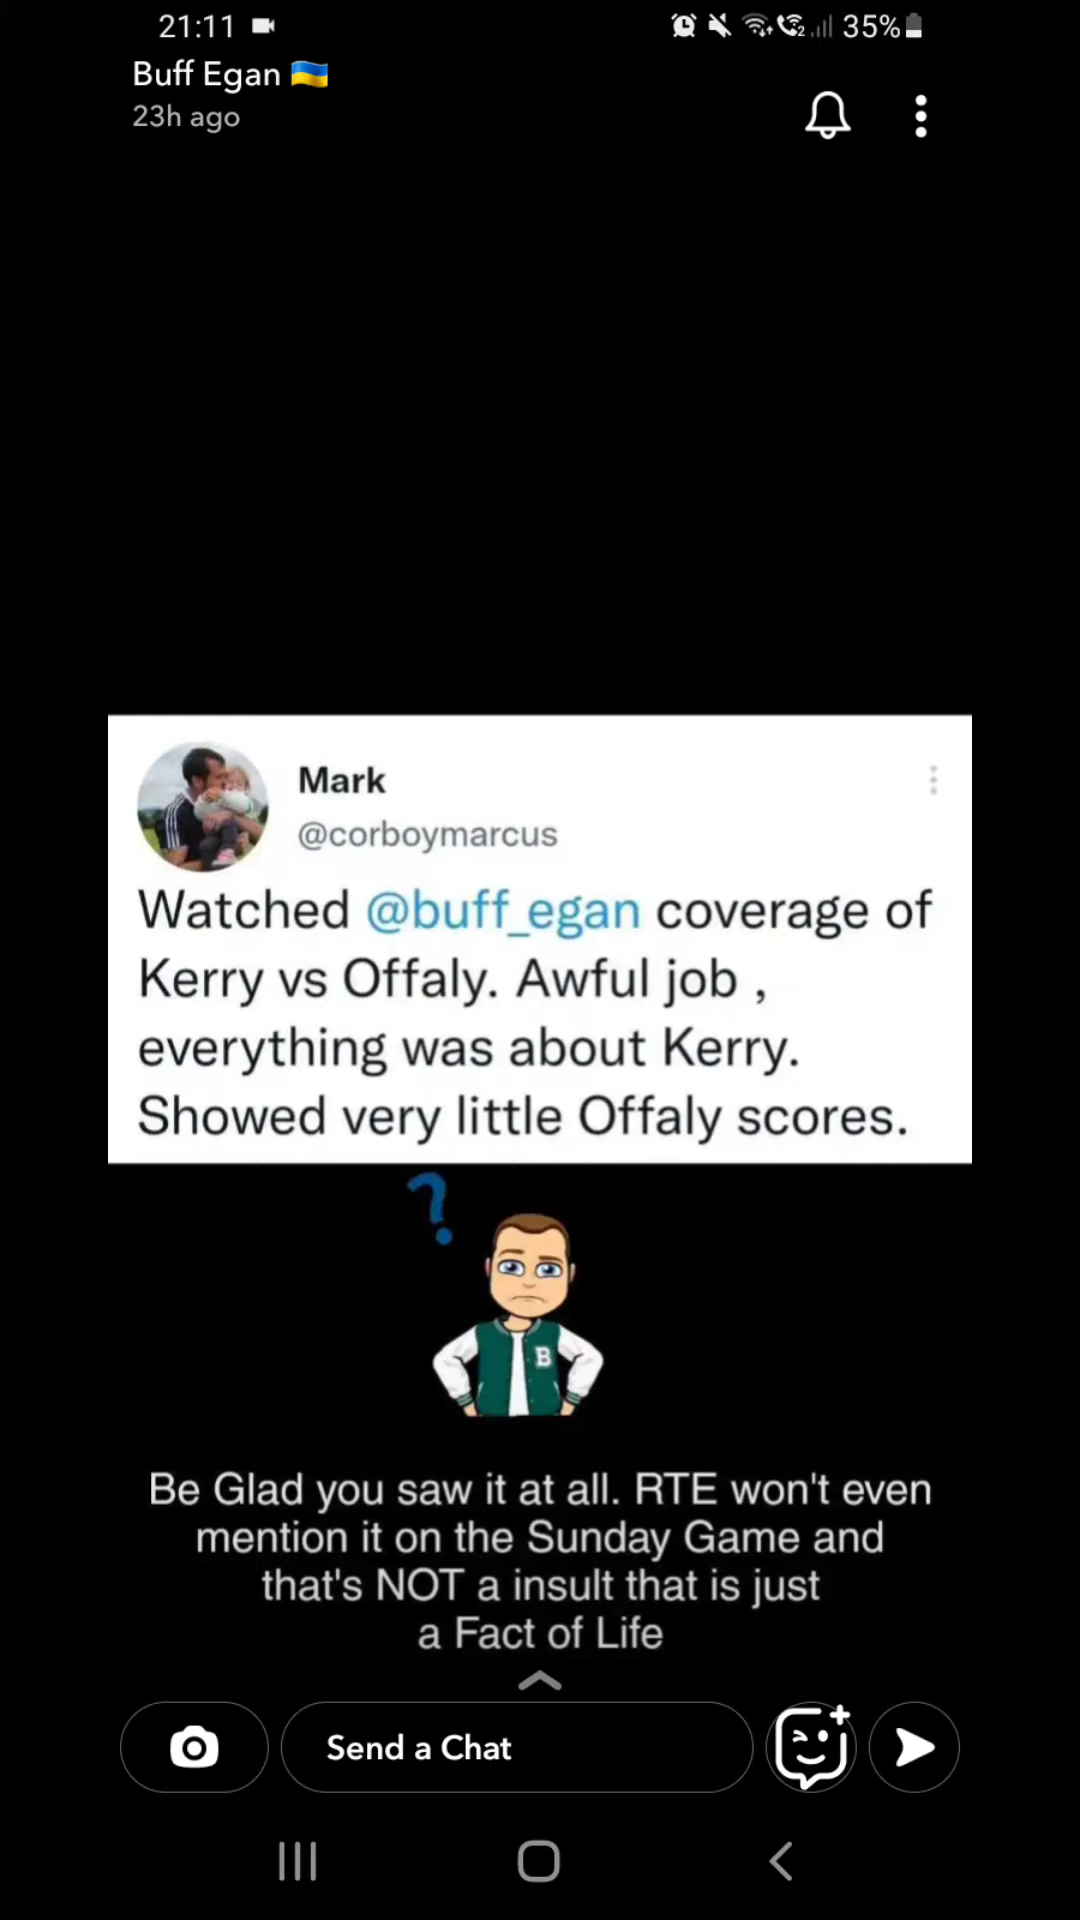 21:11
35%
Buff Egan 🇺🇦
23h ago
Mark
@corboymarcus
Watched @buff_egan coverage of
Kerry vs Offaly. Awful job ,
everything was about Kerry.
Showed very little Offaly scores.
?
B
Be Glad you saw it at all. RTE won't even
mention it on the Sunday Game and
that's NOT a insult that is just
a Fact of Life
Send a Chat